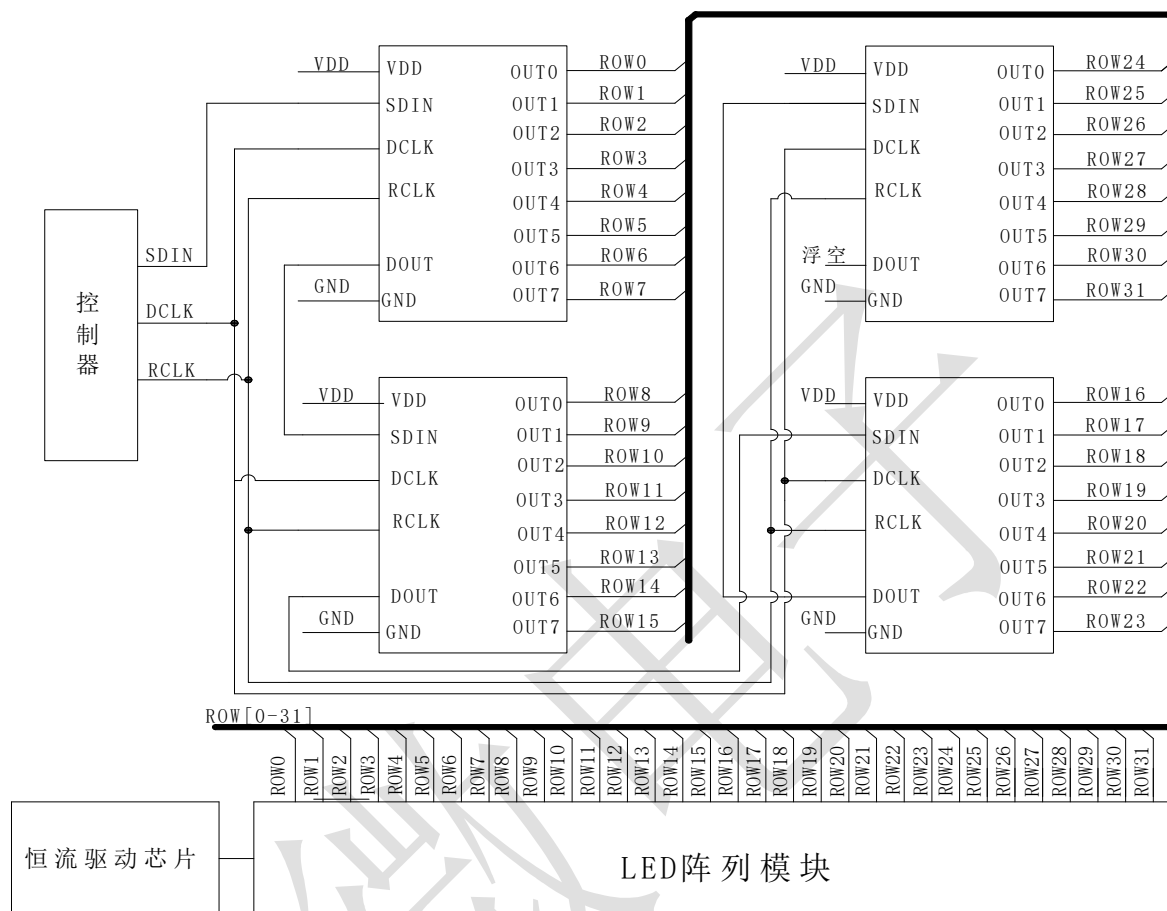 控制器
SDIN
DCLK
RCLK
VDD
VDD
SDIN
DCLK
RCLK
DOUT
GND
GND
OUT0
OUT1
OUT2
OUT3
OUT4
OUT5
OUT6
OUT7
ROW0
ROW1
ROW2
ROW3
ROW4
ROW5
ROW6
ROW7
VDD
VDD
SDIN
DCLK
RCLK
DOUT
GND
GND
OUT0
OUT1
OUT2
OUT3
OUT4
OUT5
OUT6
OUT7
ROW8
ROW9
ROW10
ROW11
ROW12
ROW13
ROW14
ROW15
VDD
VDD
SDIN
DCLK
RCLK
浮空
DOUT
GND
GND
OUT0
OUT1
OUT2
OUT3
OUT4
OUT5
OUT6
OUT7
ROW24
ROW25
ROW26
ROW27
ROW28
ROW29
ROW30
ROW31
VDD
VDD
SDIN
DCLK
RCLK
DOUT
GND
GND
OUT0
OUT1
OUT2
OUT3
OUT4
OUT5
OUT6
OUT7
ROW16
ROW17
ROW18
ROW19
ROW20
ROW21
ROW22
ROW23
ROW[0-31]
ROW0
ROW1
ROW2
ROW3
ROW4
ROW5
ROW6
ROW7
ROW8
ROW9
ROW10
ROW11
ROW12
ROW13
ROW14
ROW15
ROW16
ROW17
ROW18
ROW19
ROW20
ROW21
ROW22
ROW23
ROW24
ROW25
ROW26
ROW27
ROW28
ROW29
ROW30
ROW31
恒流驱动芯片
LED阵列模块
微电子